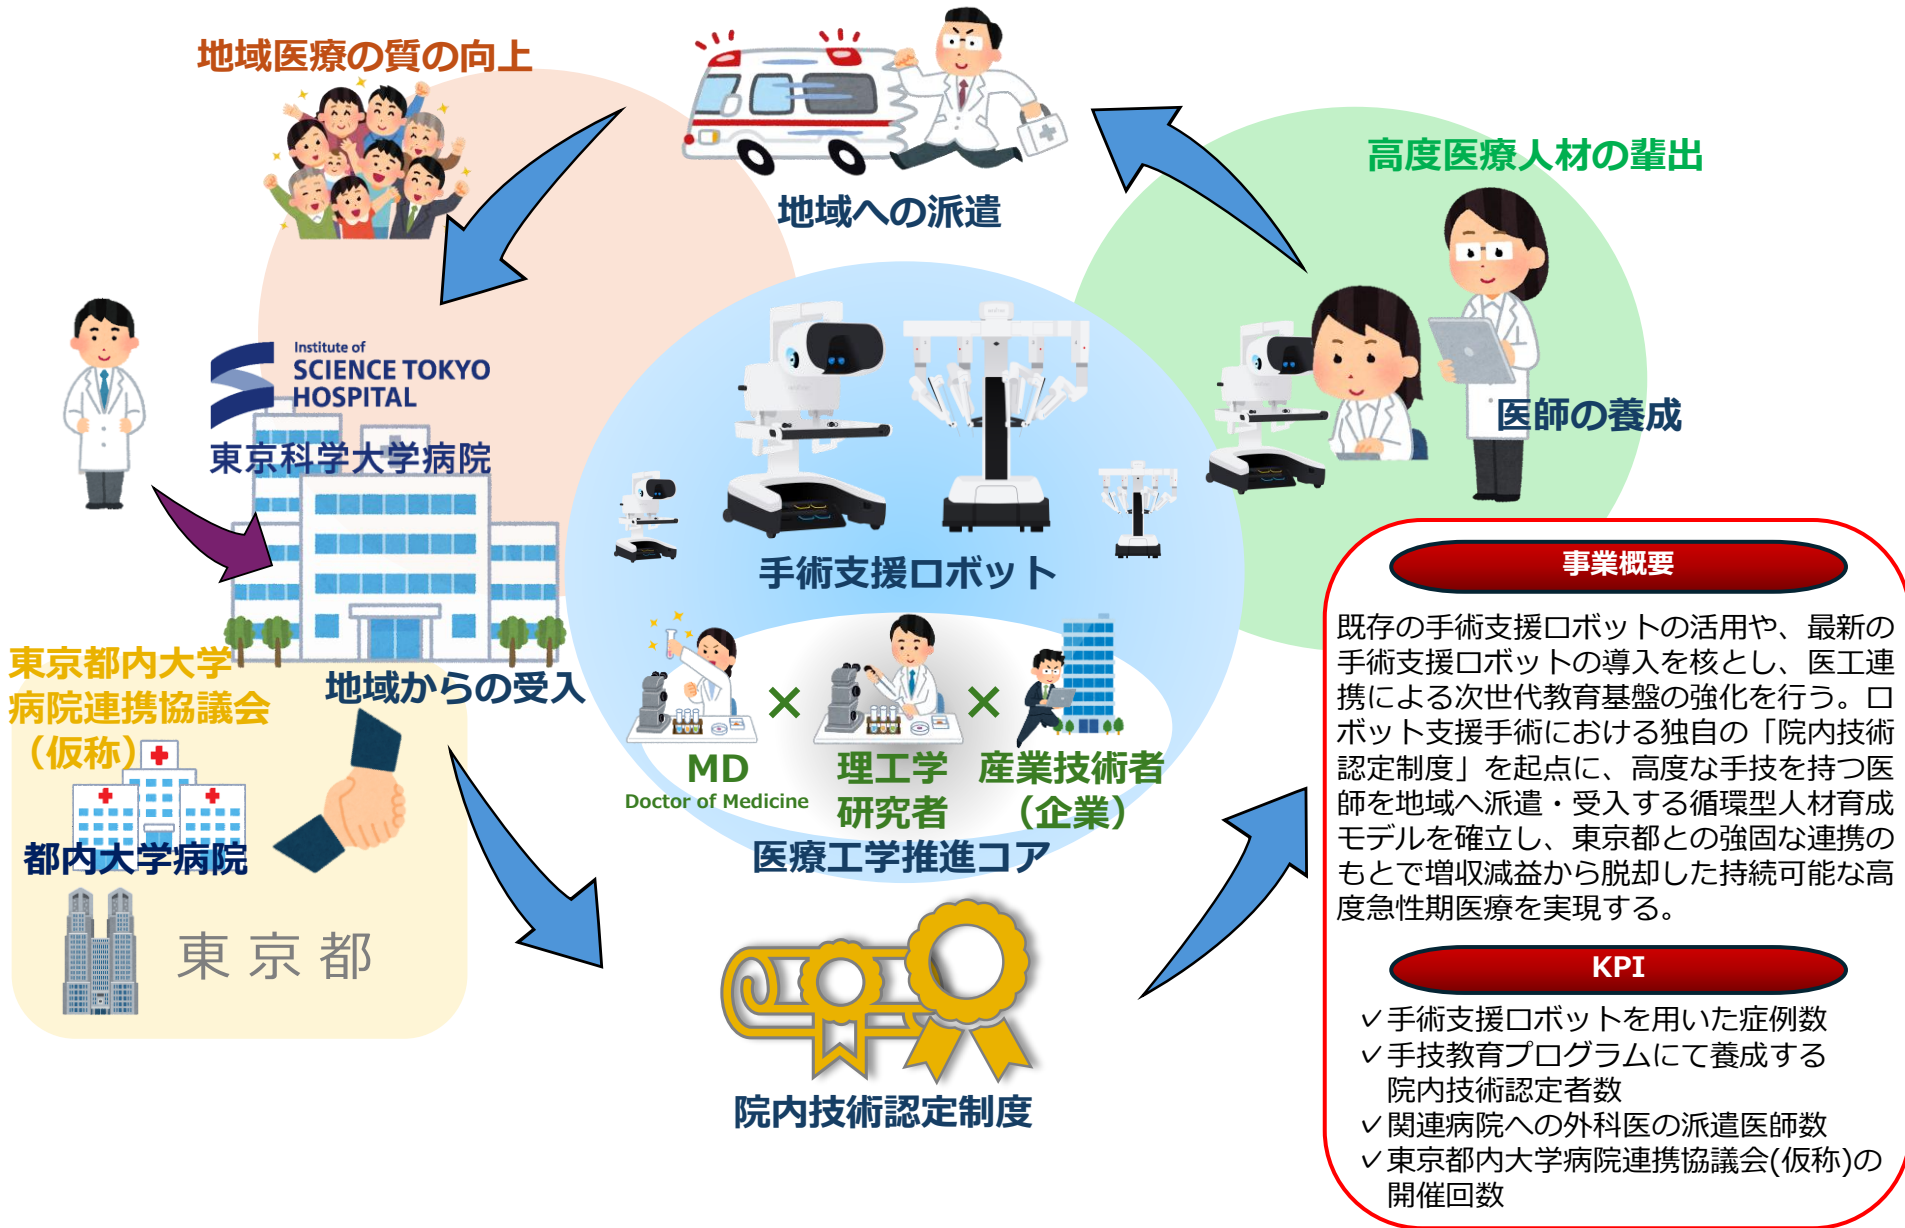 地域医療の質の向上
地域への派遣
高度医療人材の輩出
医師の養成
Institute of
SCIENCE TOKYO
HOSPITAL
東京科学大学病院
地域からの受入
手術支援ロボット
MD
Doctor of Medicine
×
理工学
研究者
×
産業技術者
（企業）
医療工学推進コア
東京都内大学
病院連携協議会
（仮称）
都内大学病院
東京都
院内技術認定制度
事業概要
既存の手術支援ロボットの活用や、最新の
手術支援ロボットの導入を核とし、医工連
携による次世代教育基盤の強化を行う。ロ
ボット支援手術における独自の「院内技術
認定制度」を起点に、高度な手技を持つ医
師を地域へ派遣・受入する循環型人材育成
モデルを確立し、東京都との強固な連携の
もとで増収減益から脱却した持続可能な高
度急性期医療を実現する。
KPI
✓手術支援ロボットを用いた症例数
✓手技教育プログラムにて養成する
院内技術認定者数
✓関連病院への外科医の派遣医師数
✓東京都内大学病院連携協議会(仮称)の
開催回数